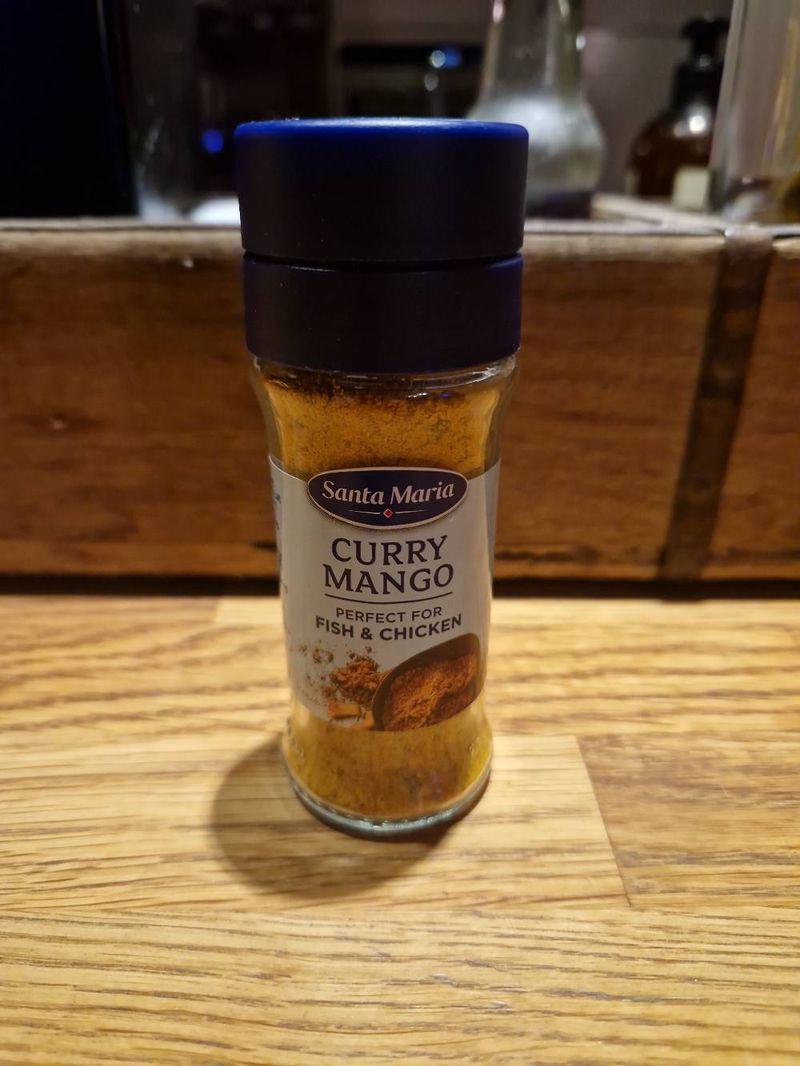 Santa Maria
CURRY
MANGO
PERFECT FOR
FISH & CHICKEN